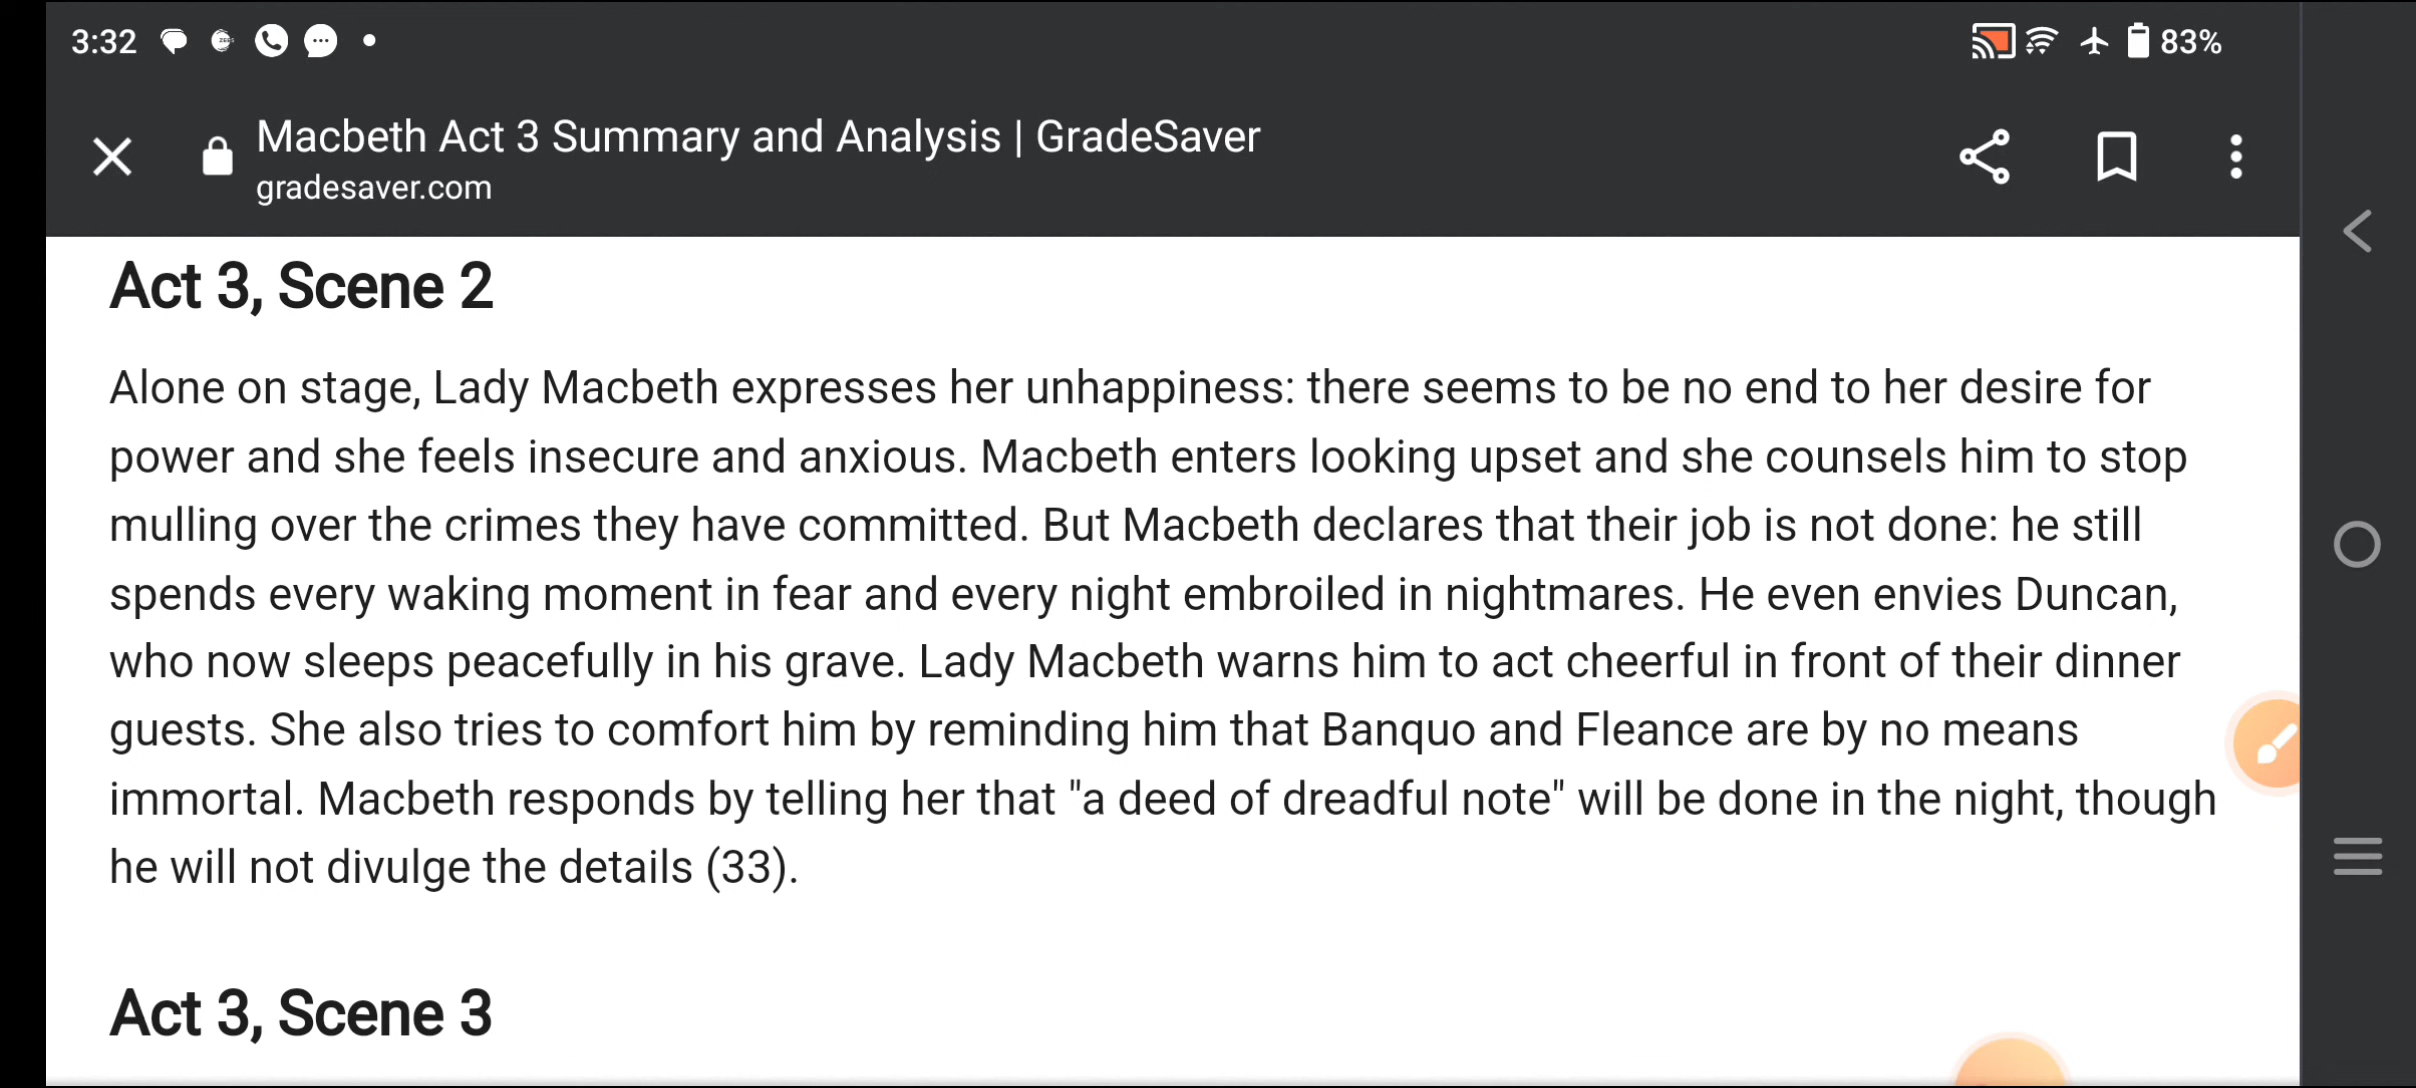 3:32
83%
Macbeth Act 3 Summary and Analysis | GradeSaver
gradesaver.com
Act 3, Scene 2
Alone on stage, Lady Macbeth expresses her unhappiness: there seems to be no end to her desire for
power and she feels insecure and anxious. Macbeth enters looking upset and she counsels him to stop
mulling over the crimes they have committed. But Macbeth declares that their job is not done: he still
spends every waking moment in fear and every night embroiled in nightmares. He even envies Duncan,
who now sleeps peacefully in his grave. Lady Macbeth warns him to act cheerful in front of their dinner
guests. She also tries to comfort him by reminding him that Banquo and Fleance are by no means
immortal. Macbeth responds by telling her that "a deed of dreadful note" will be done in the night, though
he will not divulge the details (33).
Act 3, Scene 3